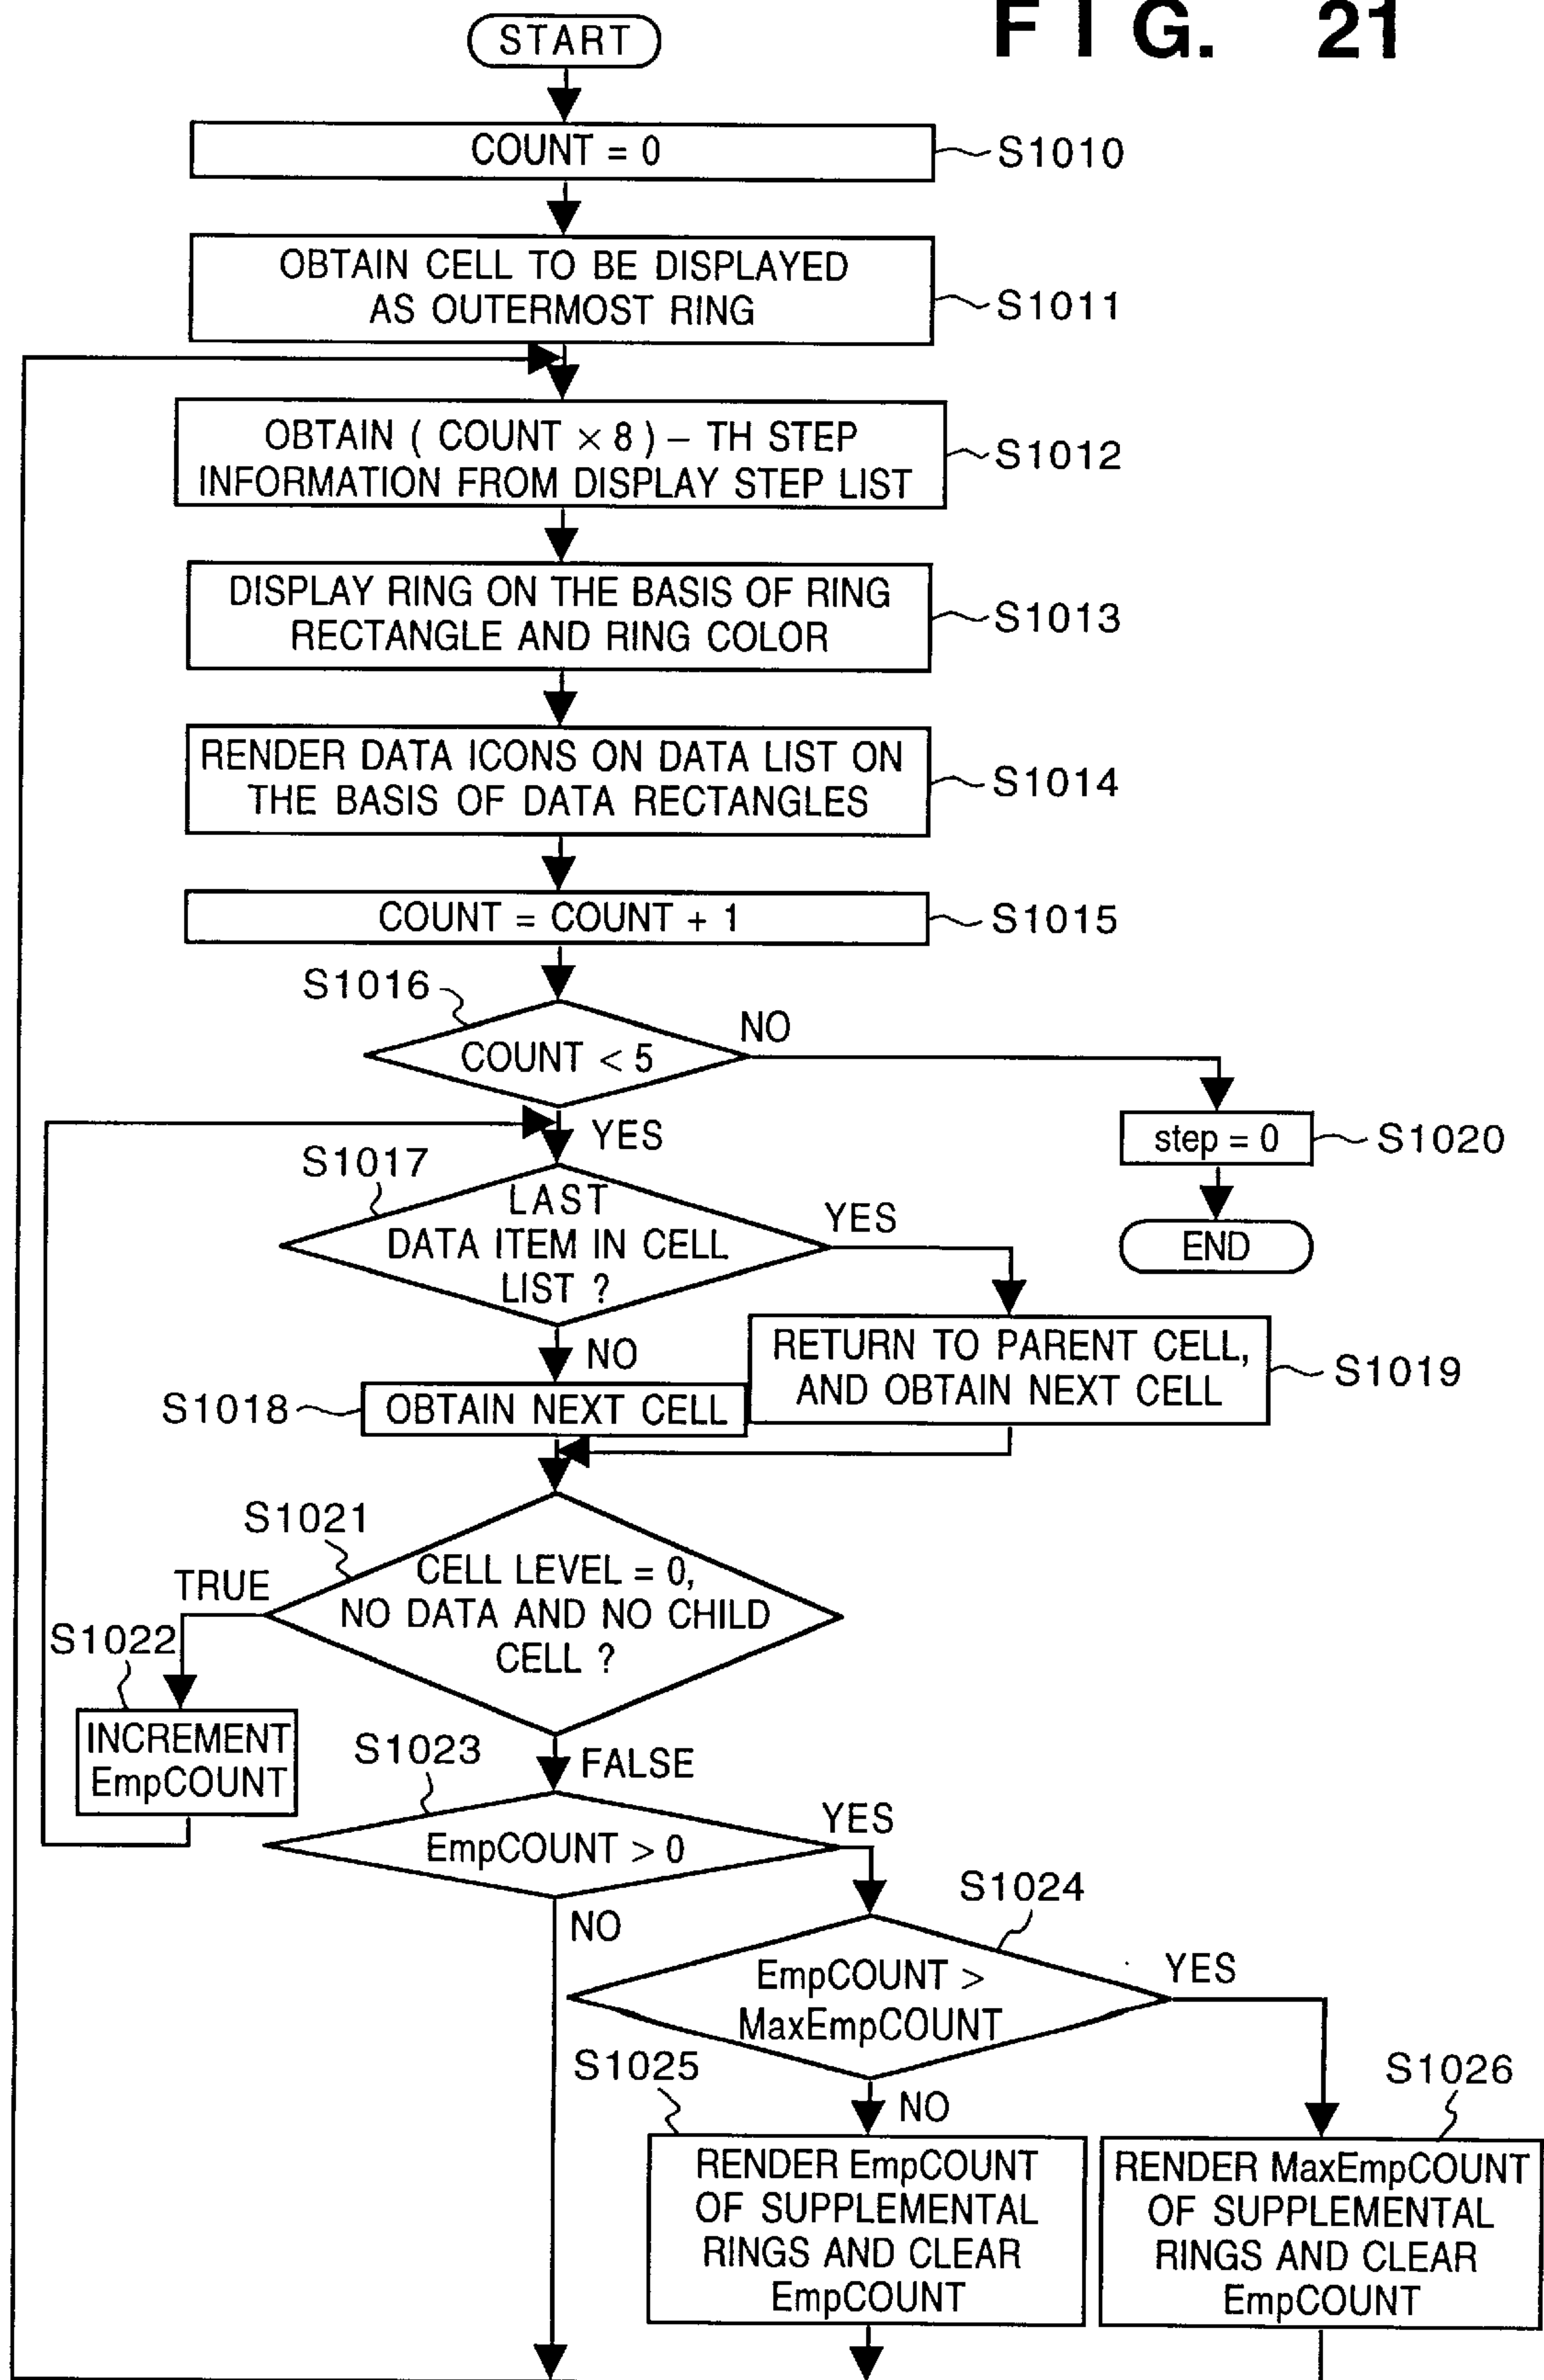 FIG. 21
START
COUNT = 0
S1010
OBTAIN CELL TO BE DISPLAYED
AS OUTERMOST RING
S1011
OBTAIN ( COUNT × 8 ) – TH STEP
INFORMATION FROM DISPLAY STEP LIST
S1012
DISPLAY RING ON THE BASIS OF RING
RECTANGLE AND RING COLOR
S1013
RENDER DATA ICONS ON DATA LIST ON
THE BASIS OF DATA RECTANGLES
S1014
COUNT = COUNT + 1
S1015
S1016
COUNT < 5
NO
YES
step = 0
S1020
END
S1017
LAST
DATA ITEM IN CELL
LIST ?
YES
NO
RETURN TO PARENT CELL,
AND OBTAIN NEXT CELL
S1019
S1018
OBTAIN NEXT CELL
S1021
CELL LEVEL = 0,
NO DATA AND NO CHILD
CELL ?
TRUE
S1022
INCREMENT
EmpCOUNT
FALSE
S1023
EmpCOUNT > 0
YES
NO
S1024
EmpCOUNT >
MaxEmpCOUNT
YES
NO
S1025
RENDER EmpCOUNT
OF SUPPLEMENTAL
RINGS AND CLEAR
EmpCOUNT
S1026
RENDER MaxEmpCOUNT
OF SUPPLEMENTAL
RINGS AND CLEAR
EmpCOUNT